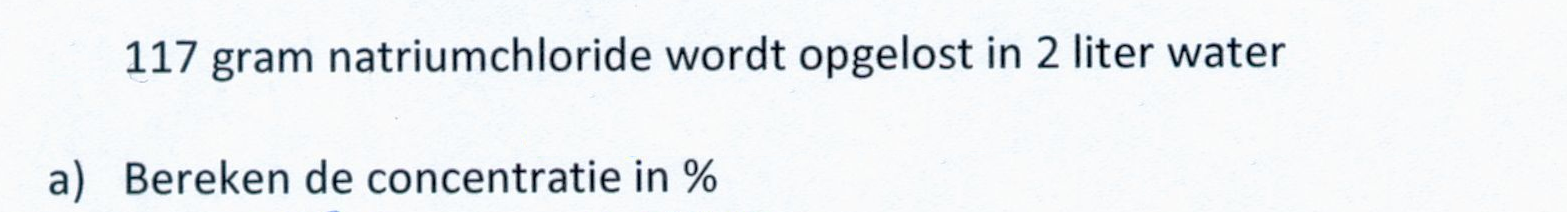 117 gram natriumchloride wordt opgelost in 2 liter water
a) Bereken de concentratie in %